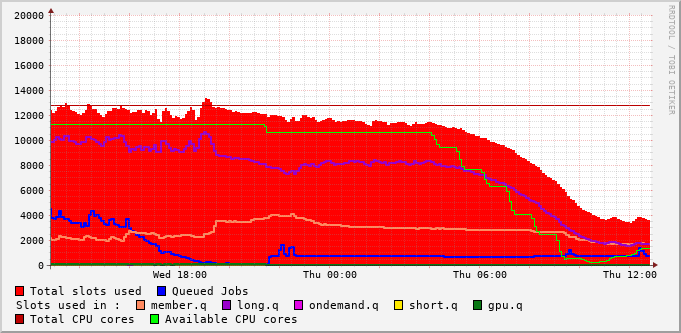 RRDTOOL / TOBI OETIKER
20000
18000
16000
14000
12000
10000
8000
6000
4000
2000
0
Wed 18:00 Thu 00:00 Thu 06:00 Thu 12:00
Total slots used Queued Jobs
Slots used in : member.q long.q ondemand.q short.q gpu.q
Total CPU cores Available CPU cores